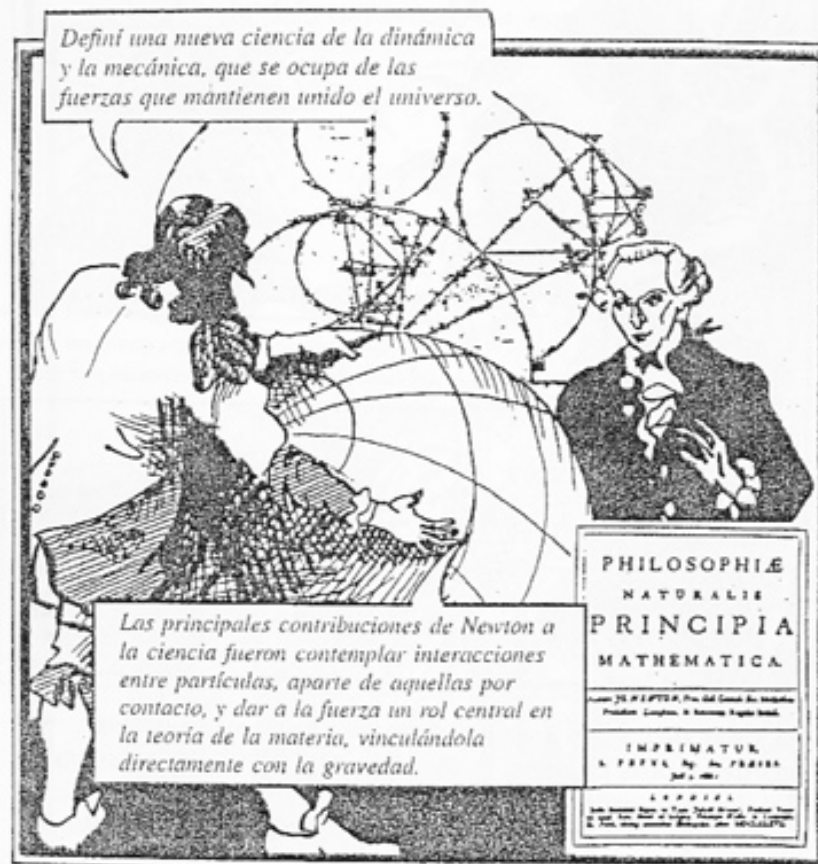 Definí una nueva ciencia de la dinámica
y la mecánica, que se ocupa de las
fuerzas que mantienen unido el universo.
Las principales contribuciones de Newton a
la ciencia fueron contemplar interacciones
entre partículas, aparte de aquellas por
contacto, y dar a la fuerza un rol central en
la teoría de la materia, vinculándola
directamente con la gravedad.
PHILOSOPHIÆ
NATURALIS
PRINCIPIA
MATHEMATICA.
IMPRIMATUR